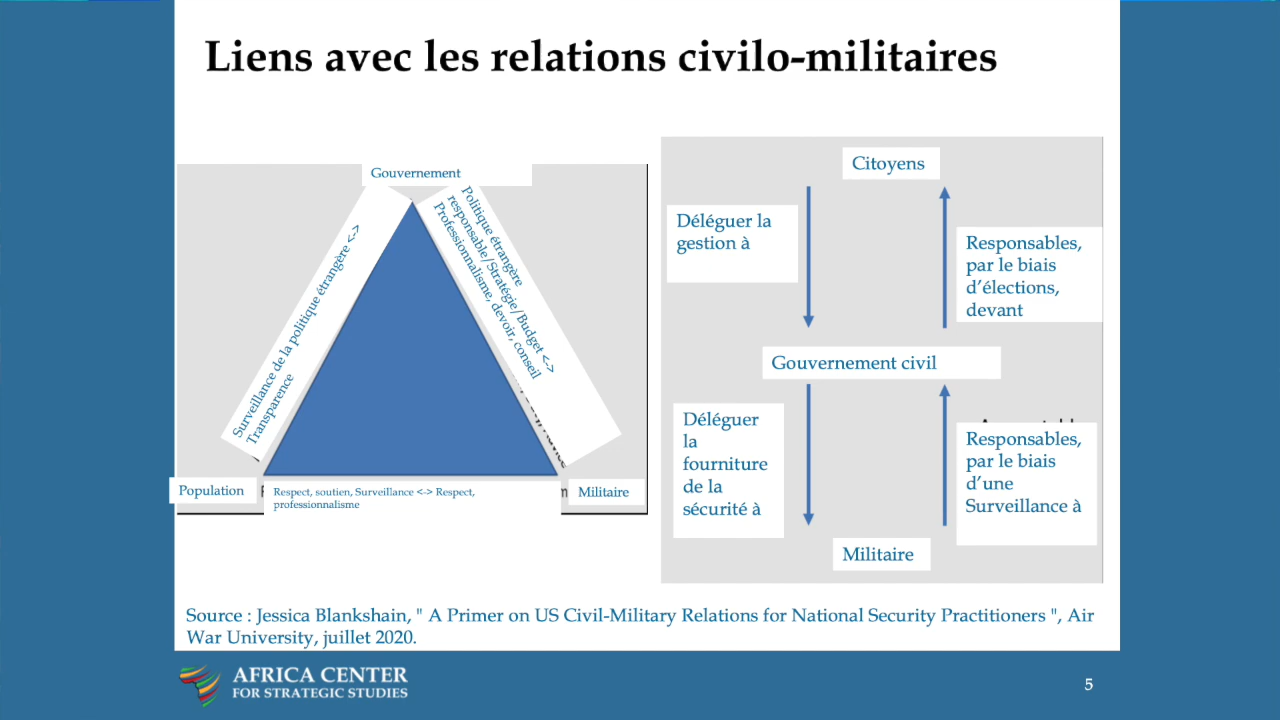 Liens avec les relations civilo-militaires
Gouvernement
Surveillance de la politique étrangère <->
Transparence
Politique étrangère
responsable/Stratégie/Budget <->
Professionnalisme, devoir, conseil
Population
Respect, soutien, Surveillance <-> Respect,
professionnalisme
Militaire
Citoyens
Déléguer la
gestion à
Responsables,
par le biais
d’élections,
devant
Gouvernement civil
Déléguer
la
fourniture
de la
sécurité à
Responsables,
par le biais
d’une
Surveillance à
Militaire
Source : Jessica Blankshain, " A Primer on US Civil-Military Relations for National Security Practitioners ", Air
War University, juillet 2020.
AFRICA CENTER
FOR STRATEGIC STUDIES
5